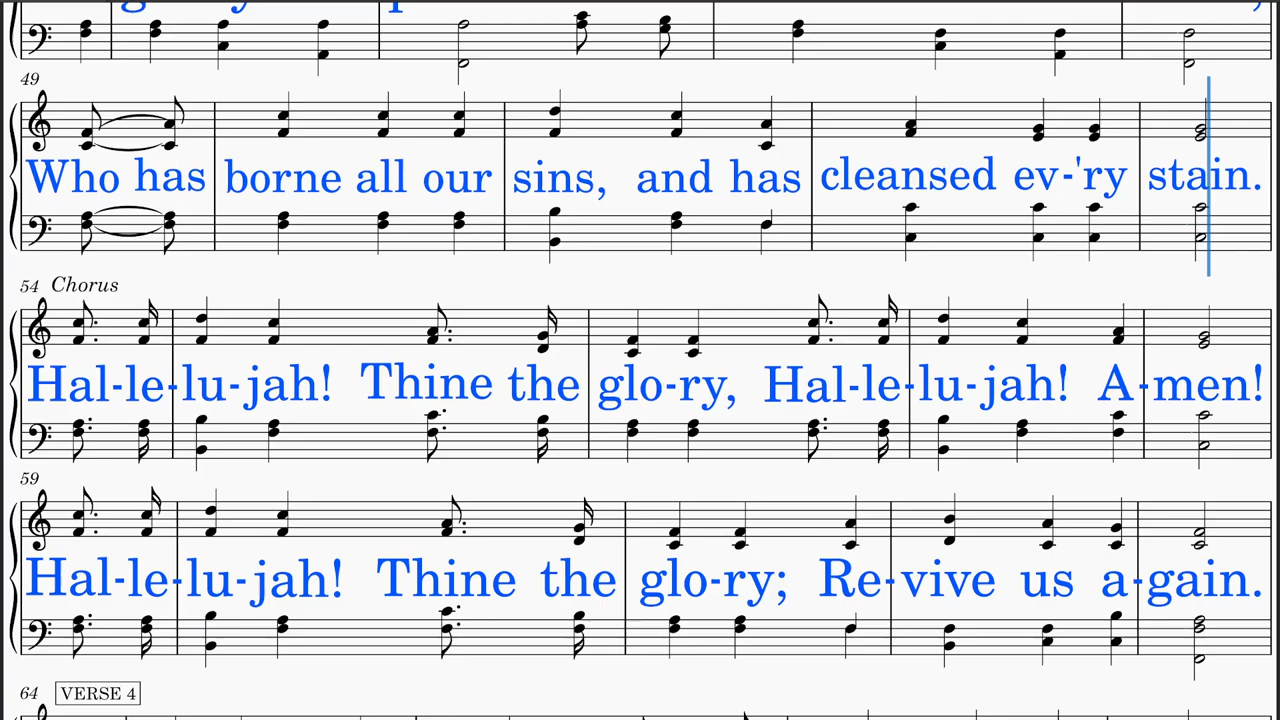 49
Who has borne all our sins, and has cleansed ev-'ry stain.
54 Chorus
Hal-le-lu-jah! Thine the glo-ry, Hal-le-lu-jah! A-men!
59
Hal-le-lu-jah! Thine the glo-ry; Re-vive us a-gain.
64 VERSE 4